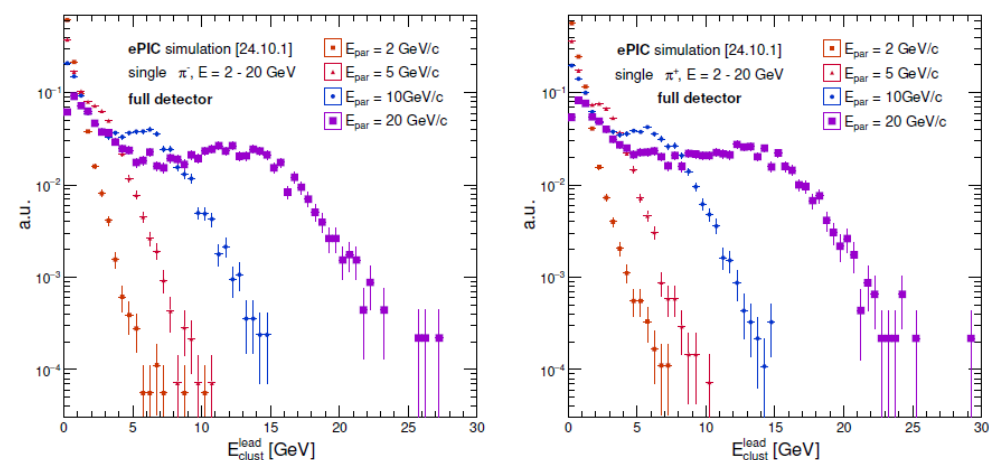 ePIC simulation [24.10.1]
single π⁻, E = 2 - 20 GeV
full detector
E_par = 2 GeV/c
E_par = 5 GeV/c
E_par = 10GeV/c
E_par = 20 GeV/c
a.u.
10⁻¹
10⁻²
10⁻³
10⁻⁴
0 5 10 15 20 25 30
E_clust^lead [GeV]
ePIC simulation [24.10.1]
single π⁺, E = 2 - 20 GeV
full detector
E_par = 2 GeV/c
E_par = 5 GeV/c
E_par = 10GeV/c
E_par = 20 GeV/c
a.u.
10⁻¹
10⁻²
10⁻³
10⁻⁴
0 5 10 15 20 25 30
E_clust^lead [GeV]